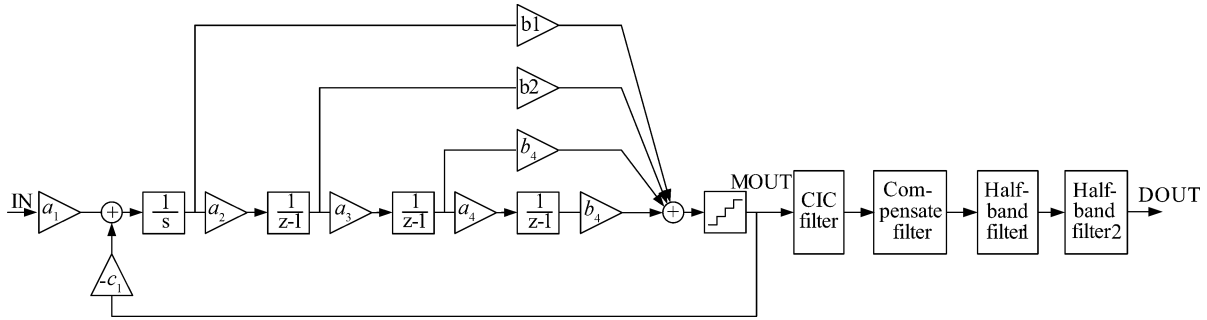 b1
b2
b4
IN
a1
+
1
s
a2
1
z-1
a3
1
z-1
a4
1
z-1
b4
+
MOUT
CIC
filter
Com-
pensate
filter
Half-
band
filter1
Half-
band
filter2
DOUT
-c1